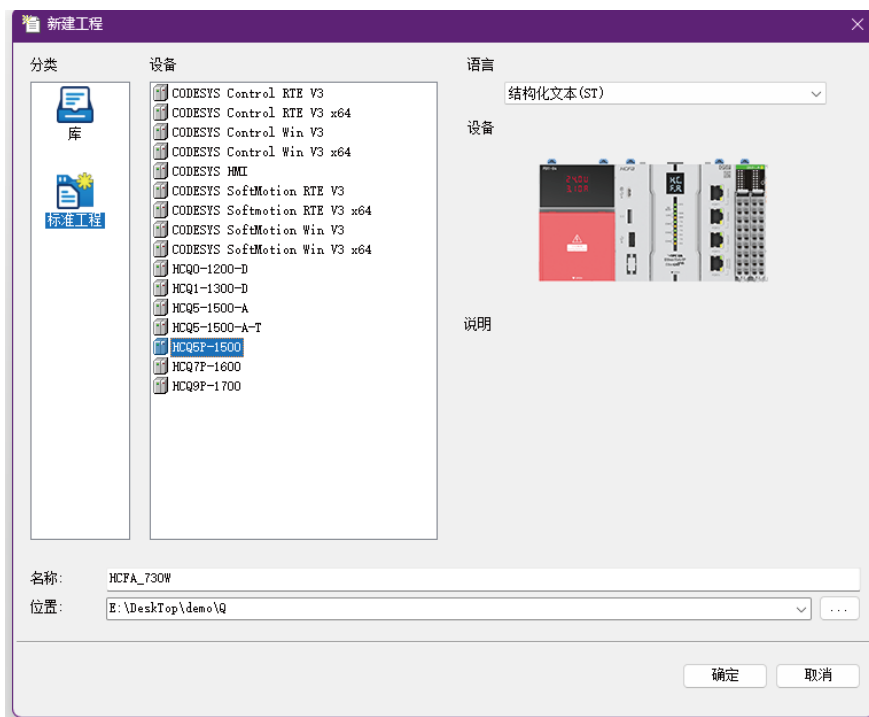 新建工程
分类
设备
语言
库
标准工程
CODESYS Control RTE V3
CODESYS Control RTE V3 x64
CODESYS Control Win V3
CODESYS Control Win V3 x64
CODESYS HMI
CODESYS SoftMotion RTE V3
CODESYS Softmotion RTE V3 x64
CODESYS SoftMotion Win V3
CODESYS SoftMotion Win V3 x64
HCQ0-1200-D
HCQ1-1300-D
HCQ5-1500-A
HCQ5-1500-A-T
HCQ5P-1500
HCQ7P-1600
HCQ9P-1700
结构化文本(ST)
设备
HCFA
说明
名称:
HCFA_730W
位置:
E:\DeskTop\demo\Q
...
确定
取消